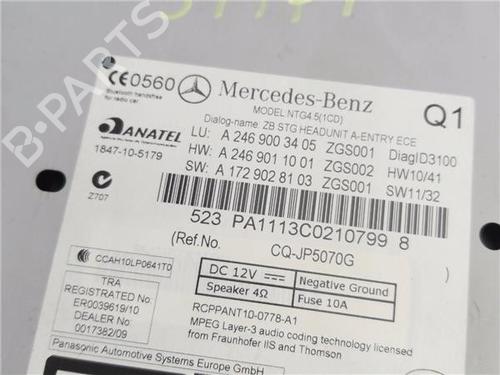 B-PARTS
CE0560 Mercedes-Benz Q1
Bluetooth handsfree
for radio car
MODEL NTG4.5(1CD)
Dialog-name: ZB STG HEADUNIT A-ENTRY ECE
ANATEL LU: A 246 900 34 05 ZGS001 DiagID3100
1847-10-5179 HW: A 246 901 10 01 ZGS002 HW10/41
SW: A 172 902 81 03 ZGS001 SW11/32
Z707
523 PA1113C0210799 8
(Ref.No. CQ-JP5070G )
CCAH10LP0641T0
DC 12V Negative Ground
Speaker 4Ω Fuse 10A
TRA
REGISTERED No:
ER0039619/10
DEALER No
0017382/09
RCPPANT10-0778-A1
MPEG Layer-3 audio coding technology licensed
from Fraunhofer IIS and Thomson
Panasonic Automotive Systems Europe GmbH